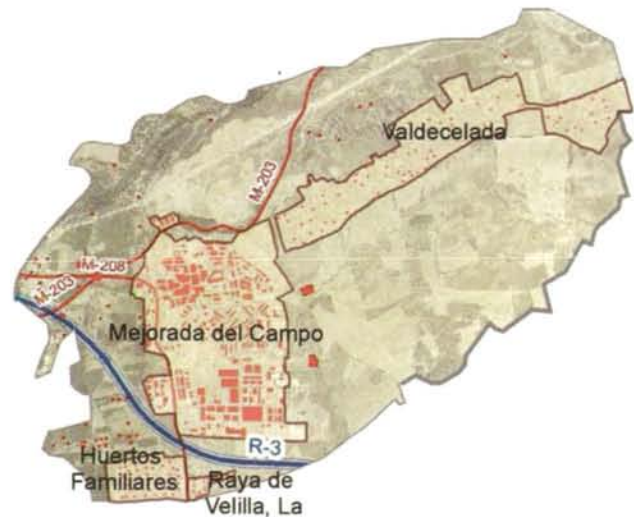 Valdecelada
M-203
M-208
M-203
Mejorada del Campo
R-3
Huertos
Familiares
Raya de
Velilla, La